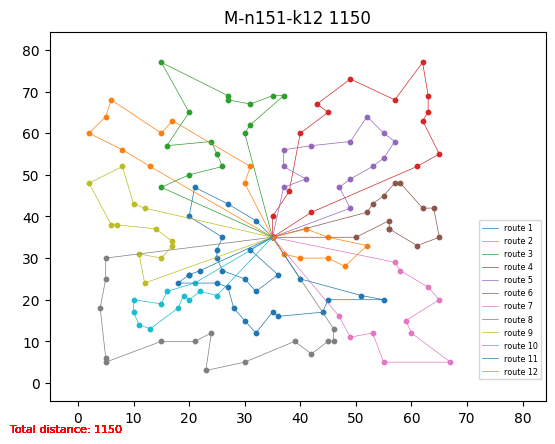 M-n151-k12 1150
80
70
60
50
40
30
20
10
0
0 10 20 30 40 50 60 70 80
route 1
route 2
route 3
route 4
route 5
route 6
route 7
route 8
route 9
route 10
route 11
route 12
Total distance: 1150